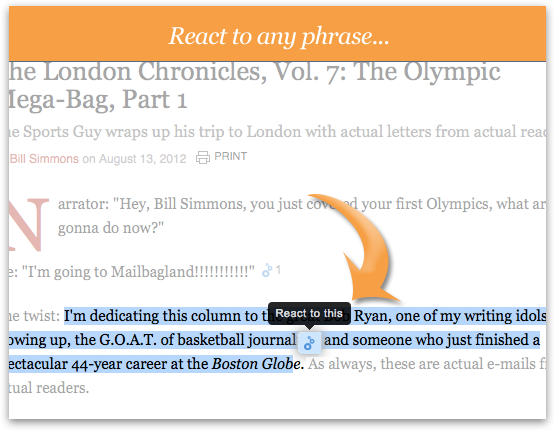 React to any phrase...
he London Chronicles, Vol. 7: The Olympic
Mega-Bag, Part 1
he Sports Guy wraps up his trip to London with actual letters from actual read
Bill Simmons on August 13, 2012 PRINT
Narrator: "Hey, Bill Simmons, you just covered your first Olympics, what ar
gonna do now?"
e: "I'm going to Mailbagland!!!!!!!!!!!" 1
React to this
he twist: I'm dedicating this column to the Ryan, one of my writing idols
owing up, the G.O.A.T. of basketball journal and someone who just finished a
ectacular 44-year career at the Boston Globe. As always, these are actual e-mails f
tual readers.